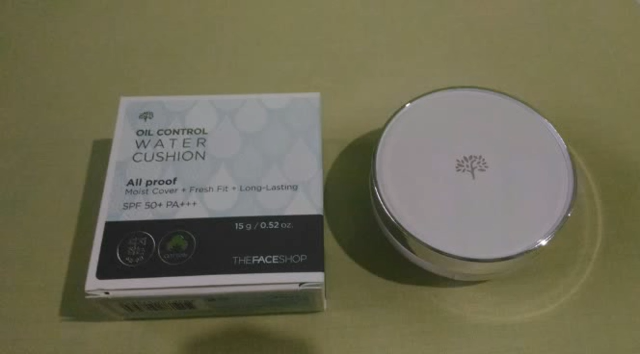 OIL CONTROL
WATER
CUSHION
All proof
Moist Cover + Fresh Fit + Long-Lasting
SPF 50+ PA+++
15 g / 0.52 oz.
THEFACESHOP